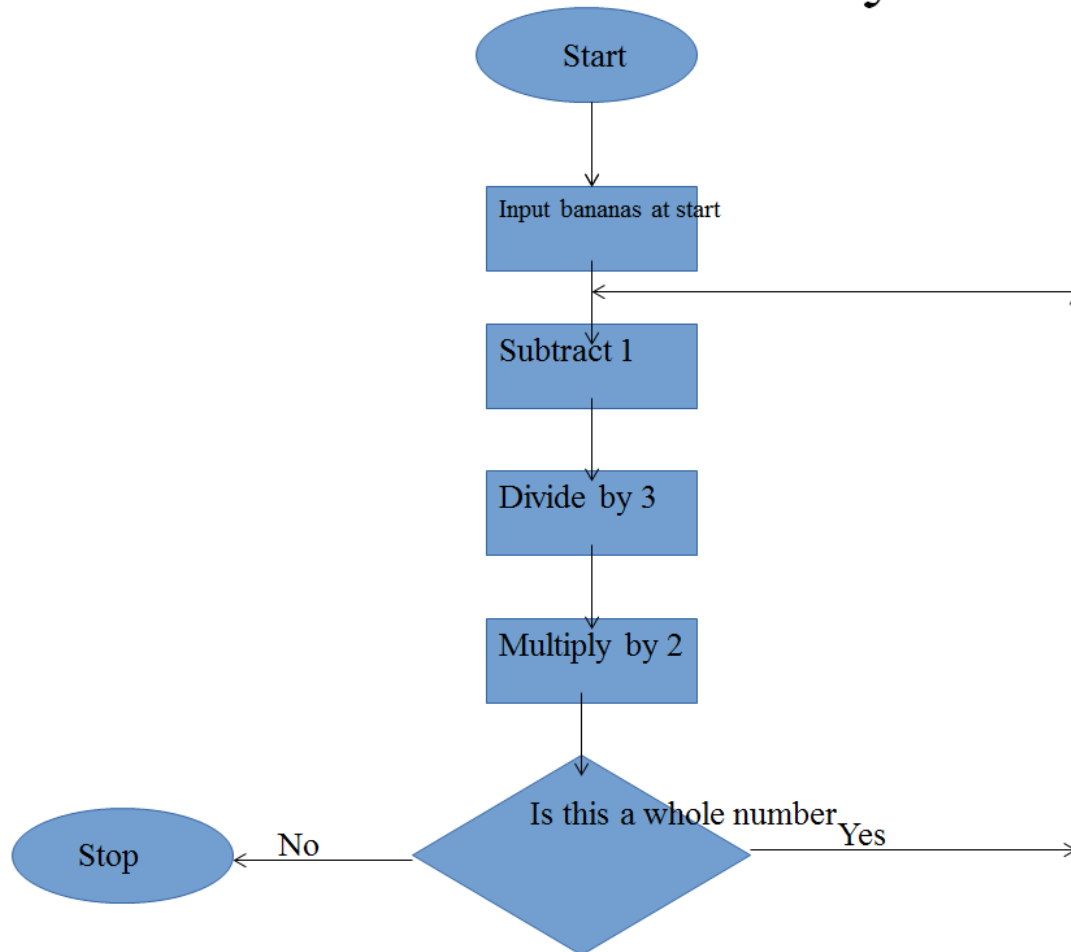 Start
Input bananas at start
Subtract 1
Divide by 3
Multiply by 2
Is this a whole number
Yes
No
Stop